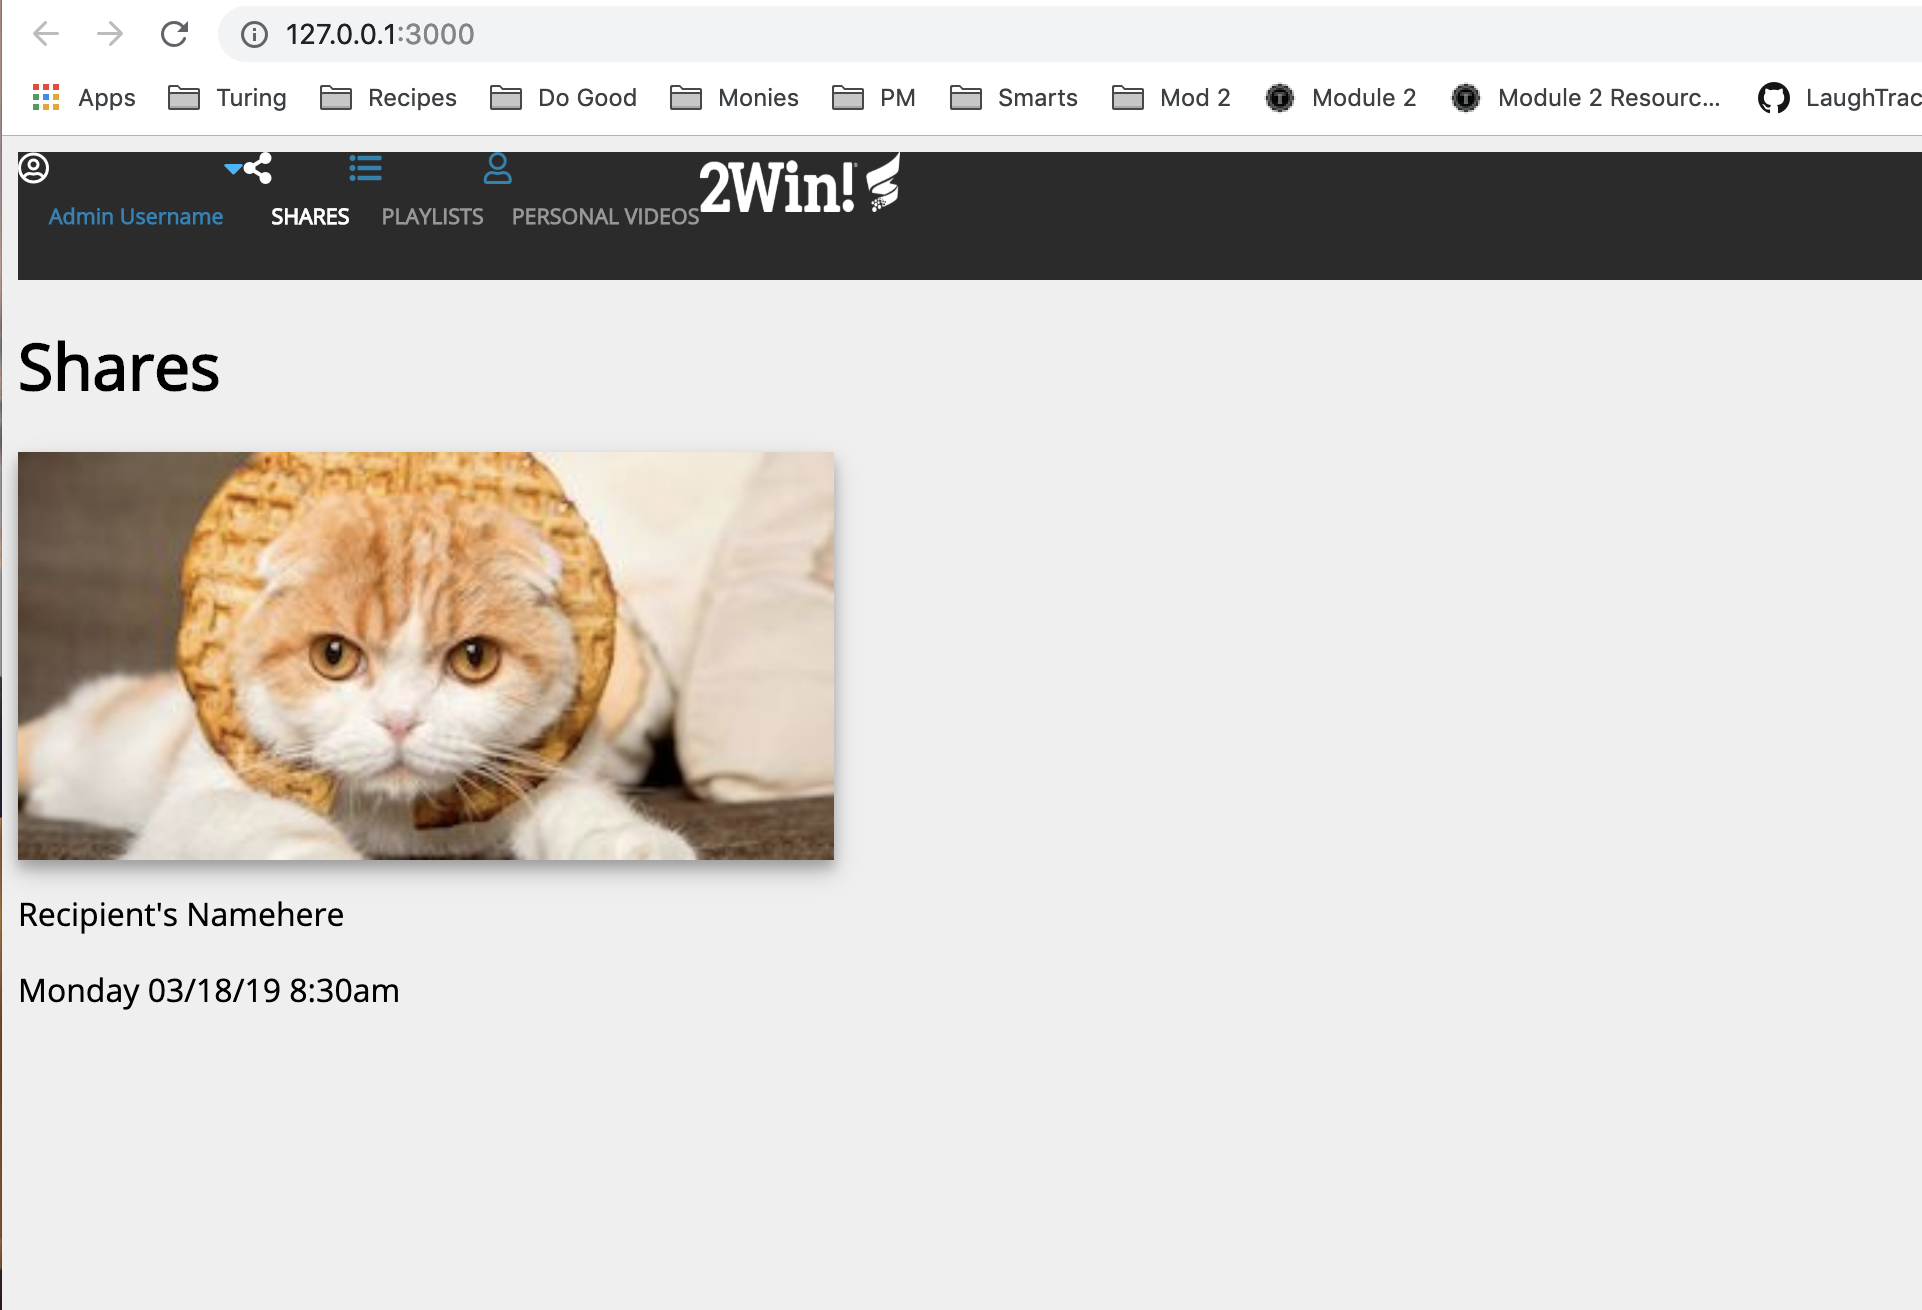 127.0.0.1:3000
Apps Turing Recipes Do Good Monies PM Smarts Mod 2 Module 2 Module 2 Resourc... LaughTrac
2Win!
Admin Username SHARES PLAYLISTS PERSONAL VIDEOS
Shares
Recipient's Namehere
Monday 03/18/19 8:30am